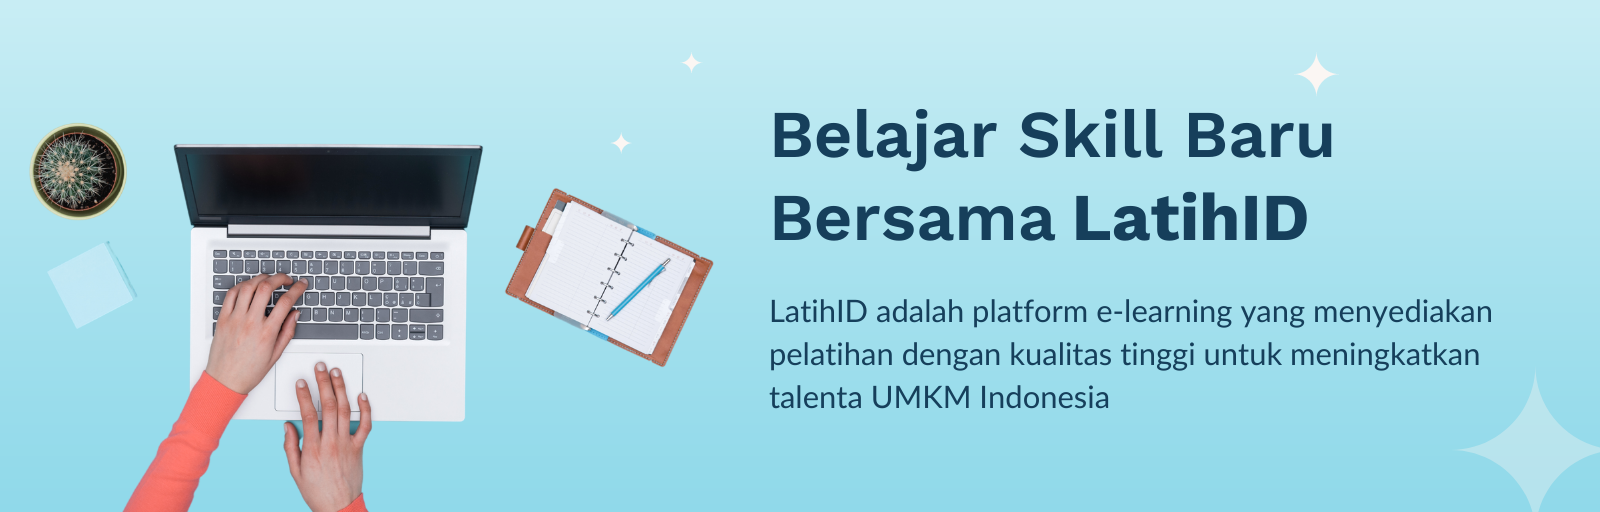 Belajar Skill Baru
Bersama LatihID
LatihID adalah platform e-learning yang menyediakan
pelatihan dengan kualitas tinggi untuk meningkatkan
talenta UMKM Indonesia